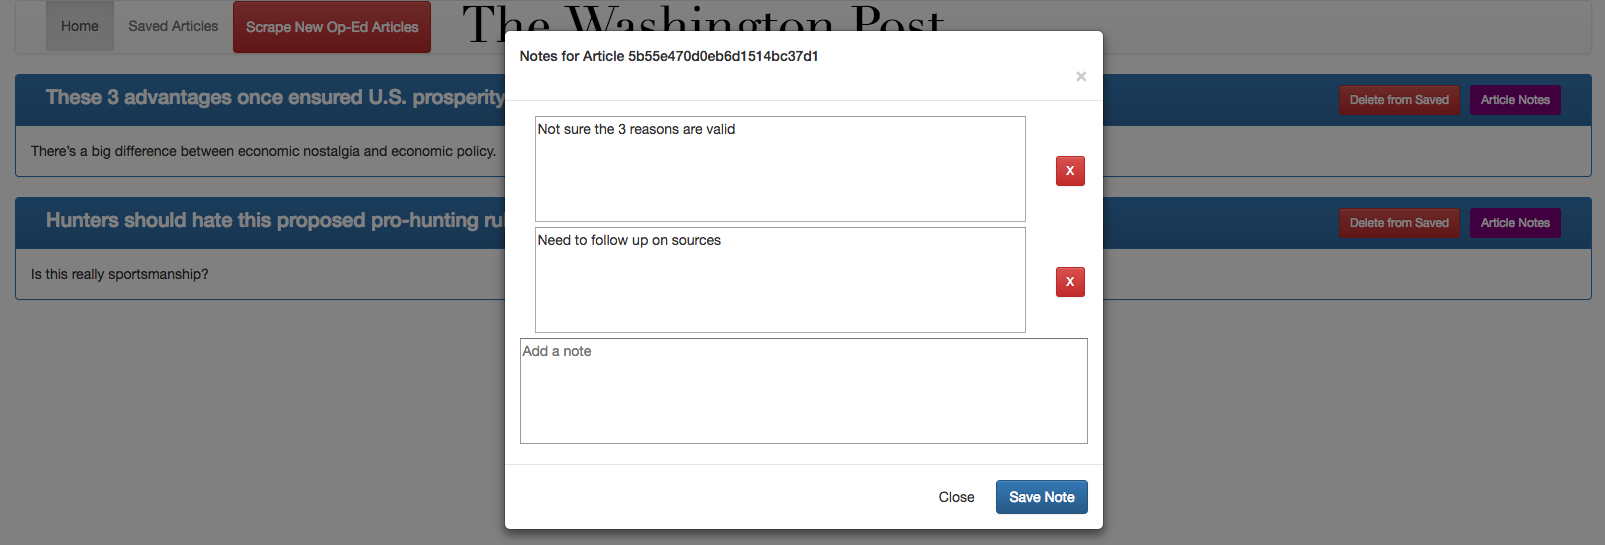 Home
Saved Articles
Scrape New Op-Ed Articles
The Washington Post
Notes for Article 5b55e470d0eb6d1514bc37d1
×
These 3 advantages once ensured U.S. prosperity
Delete from Saved
Article Notes
There's a big difference between economic nostalgia and economic policy.
Not sure the 3 reasons are valid
X
Hunters should hate this proposed pro-hunting
Delete from Saved
Article Notes
Is this really sportsmanship?
Need to follow up on sources
X
Add a note
Close
Save Note